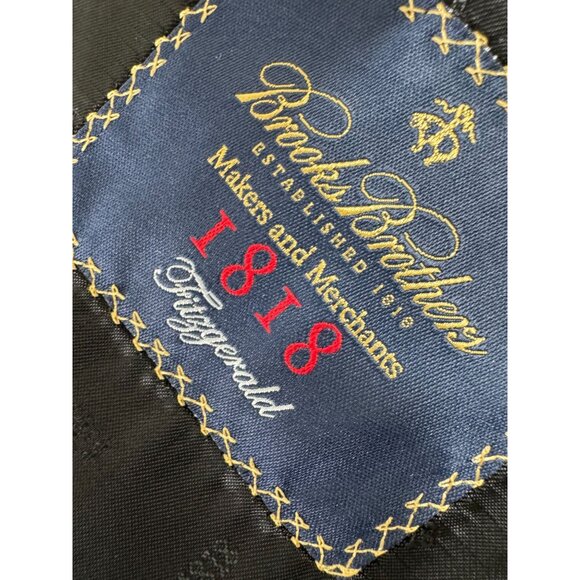 Brooks Brothers
ESTABLISHED 1818
Makers and Merchants
1818
Fitzgerald